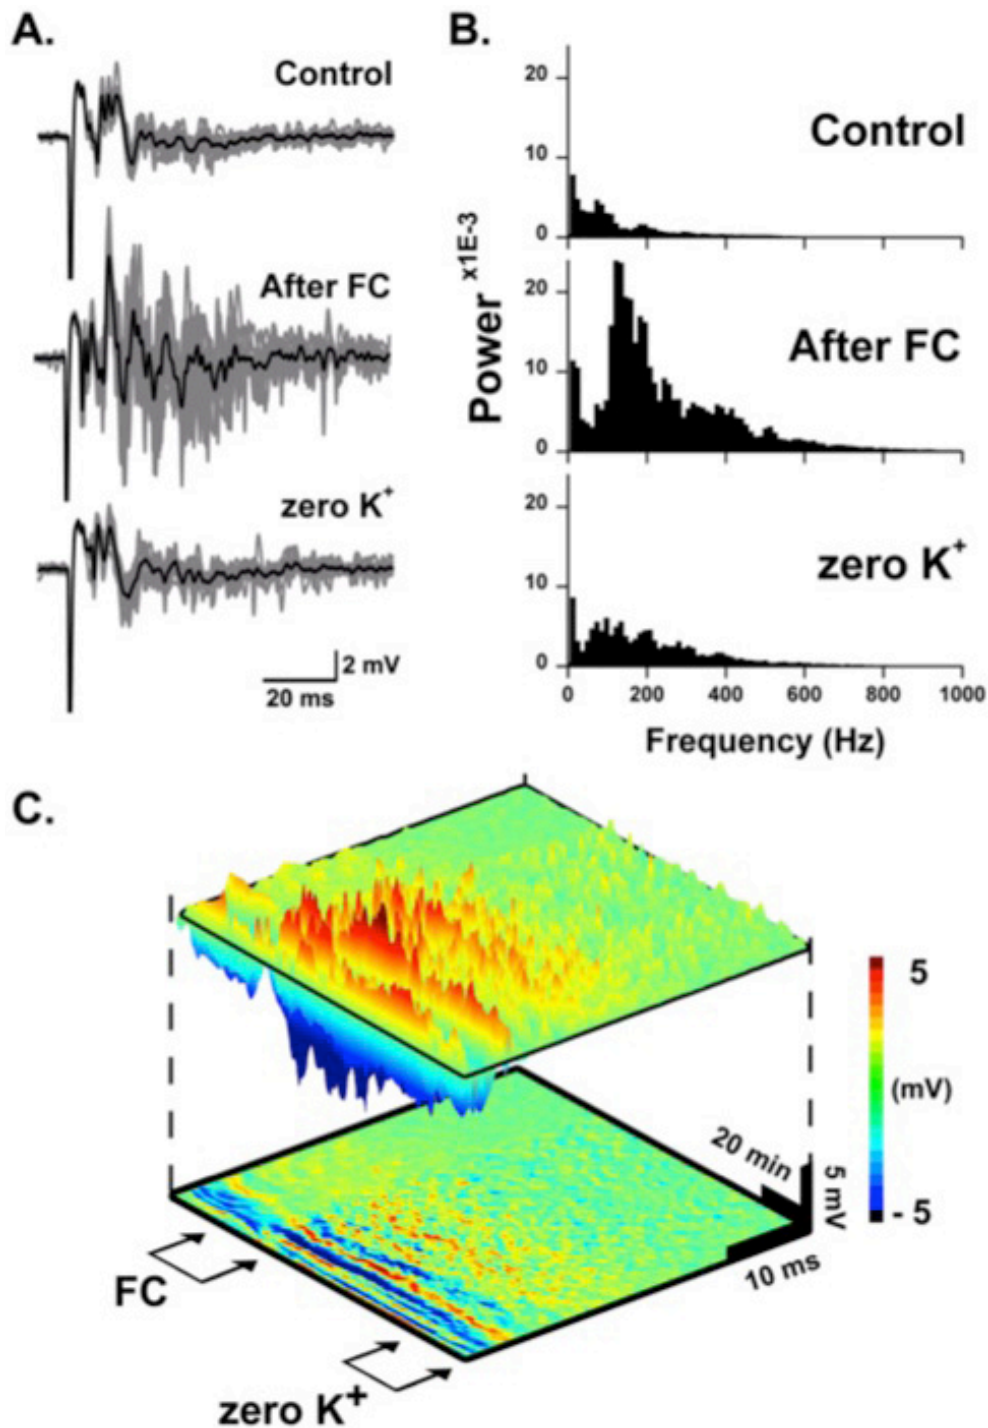 A.
Control
After FC
zero K⁺
2 mV
20 ms
B.
Power x1E-3
20
10
0
Control
20
10
0
After FC
20
10
0
zero K⁺
0 200 400 600 800 1000
Frequency (Hz)
C.
5
(mV)
- 5
20 min
5 mV
10 ms
FC
zero K⁺